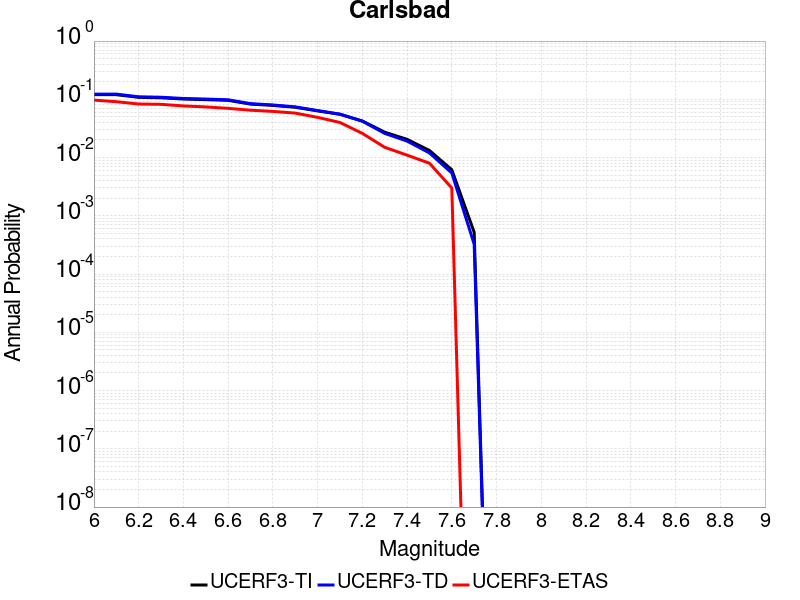 Carlsbad
10^0
10^-1
10^-2
10^-3
10^-4
10^-5
10^-6
10^-7
10^-8
Annual Probability
6 6.2 6.4 6.6 6.8 7 7.2 7.4 7.6 7.8 8 8.2 8.4 8.6 8.8 9
Magnitude
UCERF3-TI UCERF3-TD UCERF3-ETAS